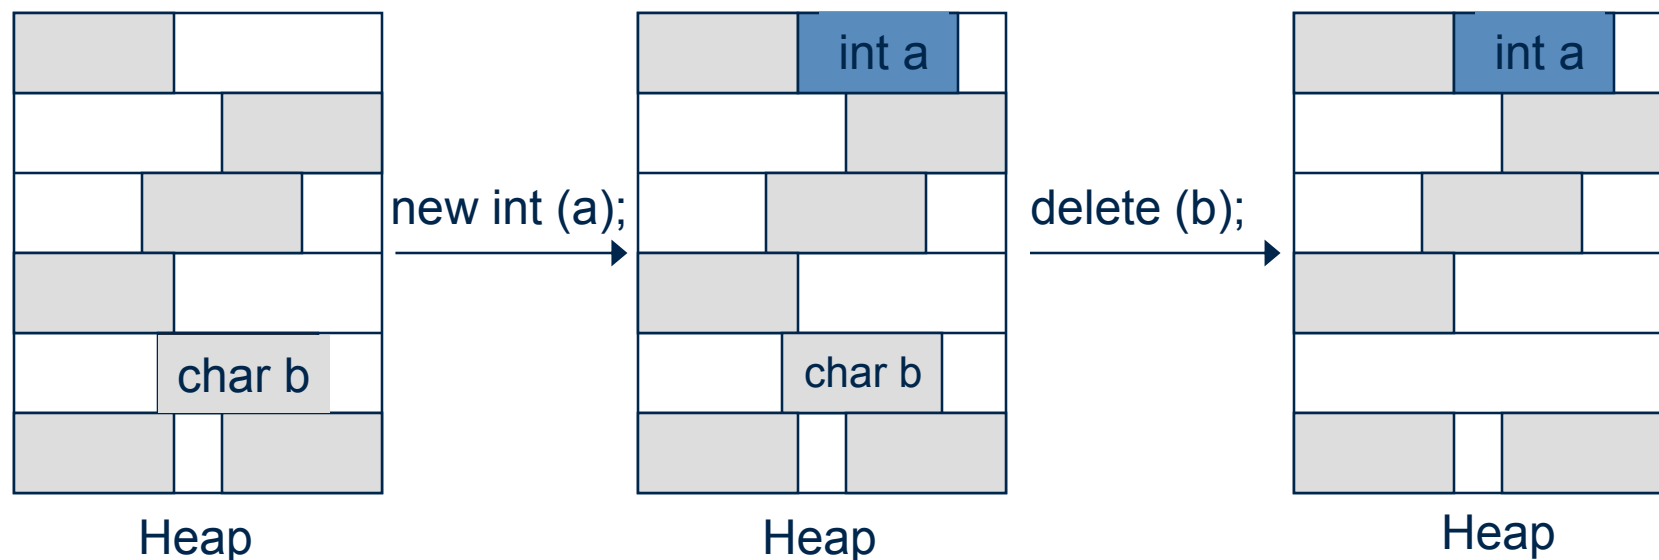 int a
int a
new int (a);
delete (b);
char b
char b
Heap
Heap
Heap